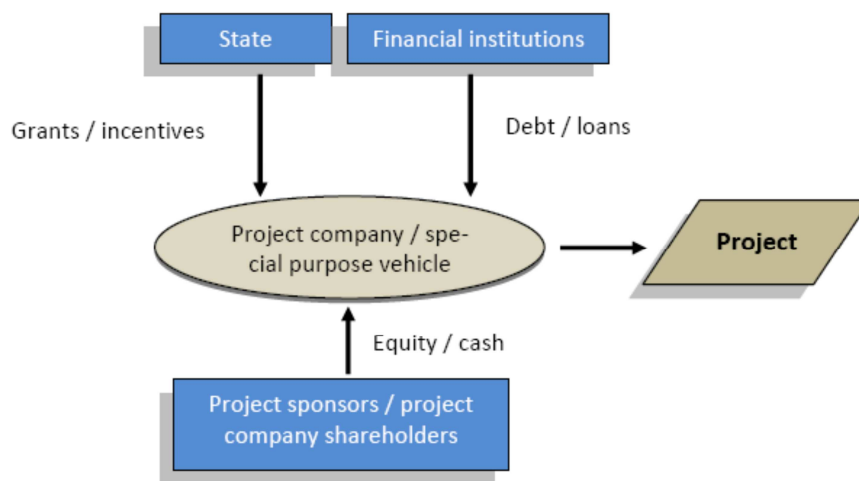 State
Financial institutions
Grants / incentives
Debt / loans
Project company / spe-
cial purpose vehicle
Project
Equity / cash
Project sponsors / project
company shareholders